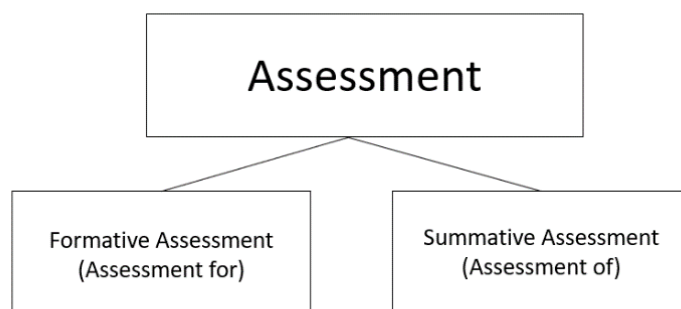 Assessment
Formative Assessment
(Assessment for)
Summative Assessment
(Assessment of)